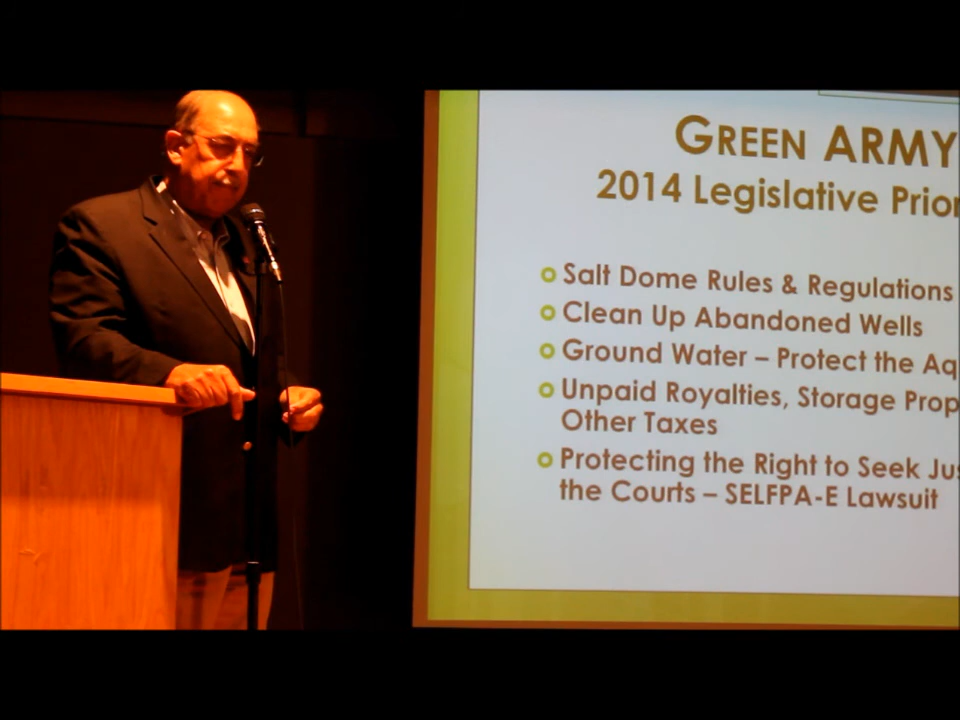 GREEN ARMY
2014 Legislative Prior
Salt Dome Rules & Regulations
Clean Up Abandoned Wells
Ground Water – Protect the Aq
Unpaid Royalties, Storage Prop
Other Taxes
Protecting the Right to Seek Jus
the Courts – SELFPA-E Lawsuit